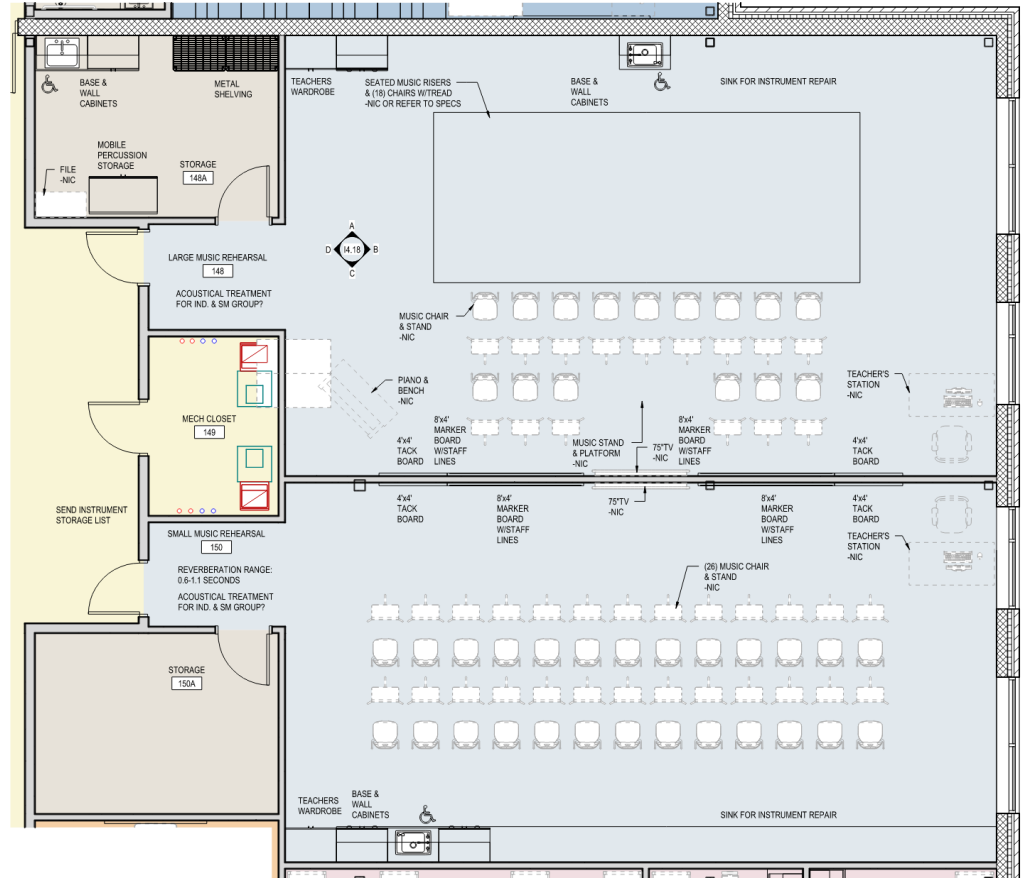 BASE &
WALL
CABINETS
METAL
SHELVING
TEACHERS
WARDROBE
SEATED MUSIC RISERS
& (18) CHAIRS W/TREAD
-NIC OR REFER TO SPECS
BASE &
WALL
CABINETS
SINK FOR INSTRUMENT REPAIR
MOBILE
PERCUSSION
STORAGE
FILE
-NIC
STORAGE
148A
A
D
I4.18
B
C
LARGE MUSIC REHEARSAL
148
ACOUSTICAL TREATMENT
FOR IND. & SM GROUP?
MUSIC CHAIR
& STAND
-NIC
PIANO &
BENCH
-NIC
TEACHER'S
STATION
-NIC
MECH CLOSET
149
4'x4'
TACK
BOARD
8'x4'
MARKER
BOARD
W/STAFF
LINES
MUSIC STAND
& PLATFORM
-NIC
75"TV
-NIC
8'x4'
MARKER
BOARD
W/STAFF
LINES
4'x4'
TACK
BOARD
4'x4'
TACK
BOARD
8'x4'
MARKER
BOARD
W/STAFF
LINES
75"TV
-NIC
8'x4'
MARKER
BOARD
W/STAFF
LINES
4'x4'
TACK
BOARD
SEND INSTRUMENT
STORAGE LIST
TEACHER'S
STATION
-NIC
SMALL MUSIC REHEARSAL
150
REVERBERATION RANGE:
0.6-1.1 SECONDS
ACOUSTICAL TREATMENT
FOR IND. & SM GROUP?
(26) MUSIC CHAIR
& STAND
-NIC
STORAGE
150A
TEACHERS
WARDROBE
BASE &
WALL
CABINETS
SINK FOR INSTRUMENT REPAIR